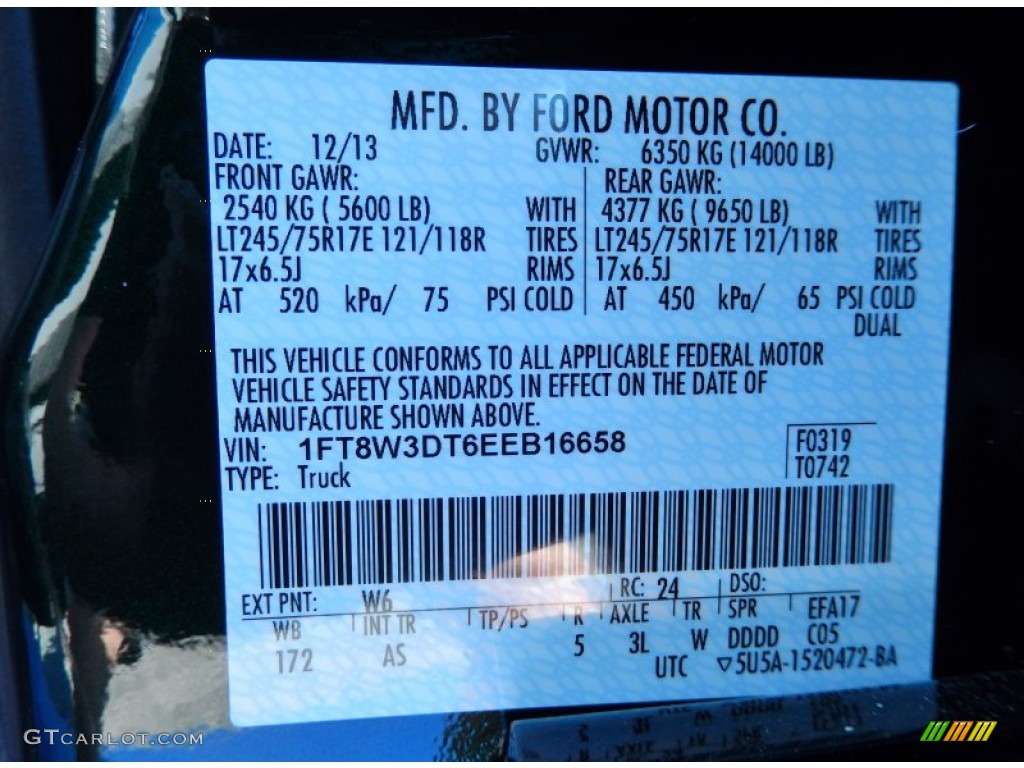 MFD. BY FORD MOTOR CO.
DATE: 12/13 GVWR: 6350 KG (14000 LB)
FRONT GAWR: REAR GAWR:
2540 KG ( 5600 LB) WITH 4377 KG ( 9650 LB) WITH
LT245/75R17E 121/118R TIRES LT245/75R17E 121/118R TIRES
17x6.5J RIMS 17x6.5J RIMS
AT 520 kPa/ 75 PSI COLD AT 450 kPa/ 65 PSI COLD
DUAL
THIS VEHICLE CONFORMS TO ALL APPLICABLE FEDERAL MOTOR
VEHICLE SAFETY STANDARDS IN EFFECT ON THE DATE OF
MANUFACTURE SHOWN ABOVE.
VIN: 1FT8W3DT6EEB16658 F0319
TYPE: Truck T0742
EXT PNT: W6 RC: 24 DSO:
WB INT TR TP/PS R AXLE TR SPR EFA17
172 AS 5 3L W DDDD C05
UTC ▽5U5A-1520472-BA
GTCARLOT.COM